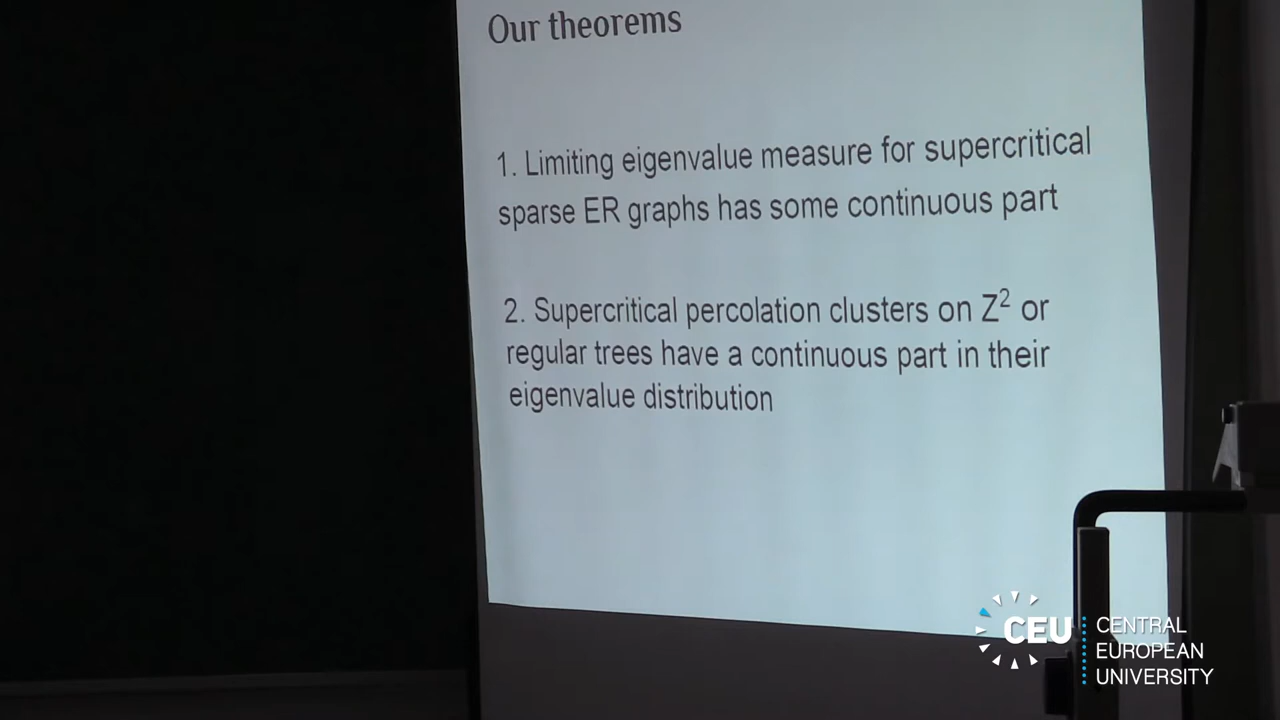 Our theorems
1. Limiting eigenvalue measure for supercritical
sparse ER graphs has some continuous part
2. Supercritical percolation clusters on Z² or
regular trees have a continuous part in their
eigenvalue distribution
CEU
CENTRAL
EUROPEAN
UNIVERSITY